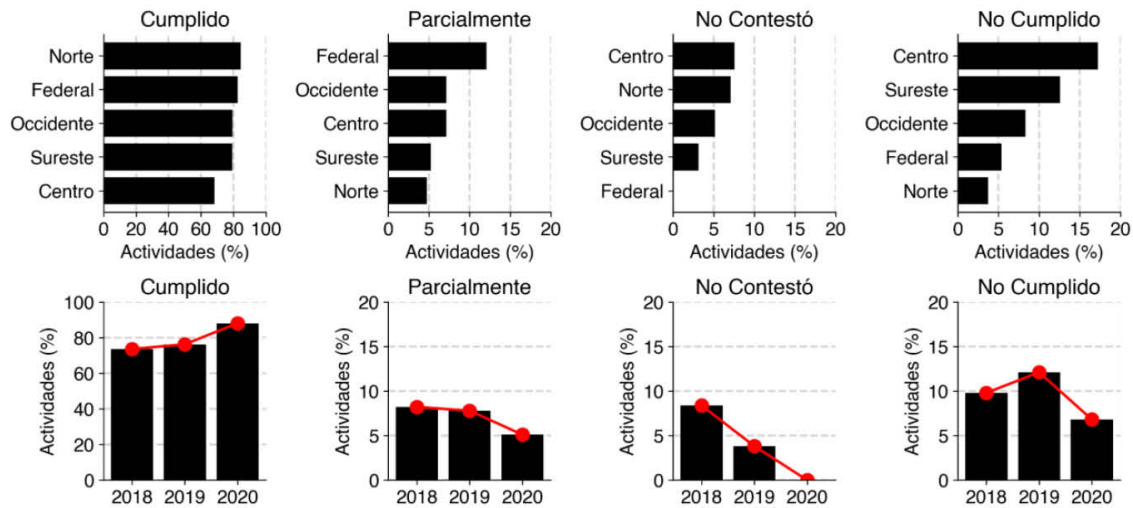 Cumplido
Norte
Federal
Occidente
Sureste
Centro
0 20 40 60 80 100
Actividades (%)
Parcialmente
Federal
Occidente
Centro
Sureste
Norte
0 5 10 15 20
Actividades (%)
No Contestó
Centro
Norte
Occidente
Sureste
Federal
0 5 10 15 20
Actividades (%)
No Cumplido
Centro
Sureste
Occidente
Federal
Norte
0 5 10 15 20
Actividades (%)
Cumplido
Actividades (%)
100
80
60
40
20
0
2018 2019 2020
Parcialmente
Actividades (%)
20
15
10
5
0
2018 2019 2020
No Contestó
Actividades (%)
20
15
10
5
0
2018 2019 2020
No Cumplido
Actividades (%)
20
15
10
5
0
2018 2019 2020